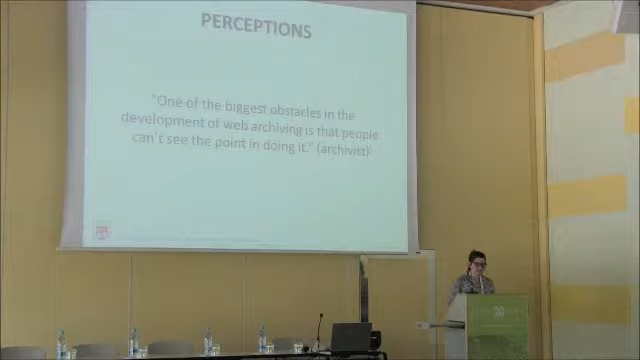 PERCEPTIONS
"One of the biggest obstacles in the
development of web archiving is that people
can't see the point in doing it." (archivist)